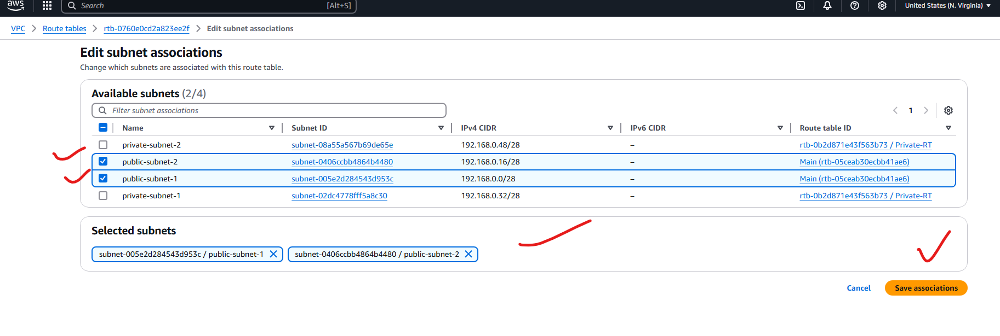 aws Search [Alt+S] United States (N. Virginia)
VPC Route tables rtb-0760e0cd2a823ee2f Edit subnet associations
Edit subnet associations
Change which subnets are associated with this route table.
Available subnets (2/4)
Filter subnet associations 1
Name Subnet ID IPv4 CIDR IPv6 CIDR Route table ID
private-subnet-2 subnet-08a55a567b69de65e 192.168.0.48/28 – rtb-0b2d871e43f563b73 / Private-RT
public-subnet-2 subnet-0406ccbb4864b4480 192.168.0.16/28 – Main (rtb-05ceab30ecbb41ae6)
public-subnet-1 subnet-005e2d284543d953c 192.168.0.0/28 – Main (rtb-05ceab30ecbb41ae6)
private-subnet-1 subnet-02dc4778fff5a8c30 192.168.0.32/28 – rtb-0b2d871e43f563b73 / Private-RT
Selected subnets
subnet-005e2d284543d953c / public-subnet-1 subnet-0406ccbb4864b4480 / public-subnet-2
Cancel Save associations